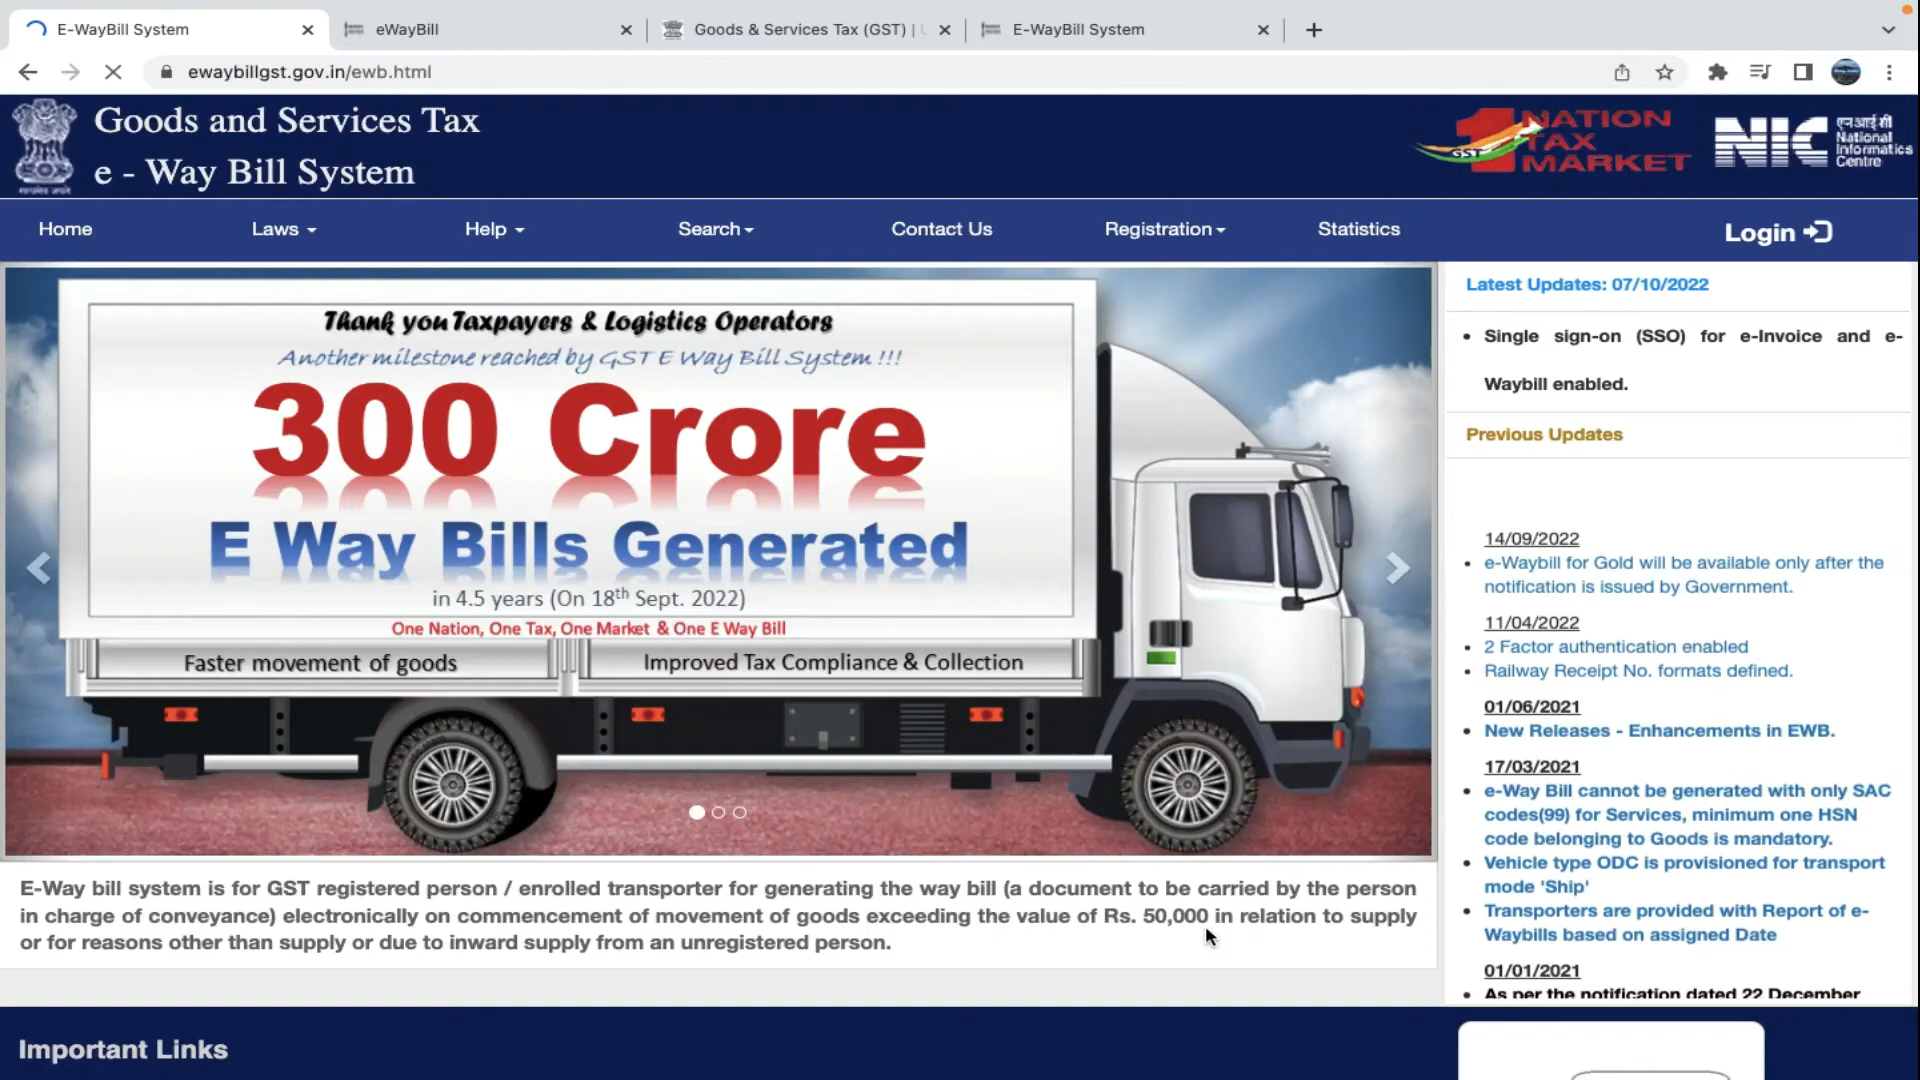 E-WayBill System
eWayBill
Goods & Services Tax (GST) |
E-WayBill System
ewaybillgst.gov.in/ewb.html
Goods and Services Tax
e - Way Bill System
1 NATION
TAX
MARKET
GST
NIC
एन आई सी
National
Informatics
Centre
Home
Laws
Help
Search
Contact Us
Registration
Statistics
Login
Thank you Taxpayers & Logistics Operators
Another milestone reached by GST E Way Bill System !!!
300 Crore
E Way Bills Generated
in 4.5 years (On 18th Sept. 2022)
One Nation, One Tax, One Market & One E Way Bill
Faster movement of goods
Improved Tax Compliance & Collection
Latest Updates: 07/10/2022
Single sign-on (SSO) for e-Invoice and e-
Waybill enabled.
Previous Updates
14/09/2022
e-Waybill for Gold will be available only after the
notification is issued by Government.
11/04/2022
2 Factor authentication enabled
Railway Receipt No. formats defined.
01/06/2021
New Releases - Enhancements in EWB.
17/03/2021
e-Way Bill cannot be generated with only SAC
codes(99) for Services, minimum one HSN
code belonging to Goods is mandatory.
Vehicle type ODC is provisioned for transport
mode 'Ship'
Transporters are provided with Report of e-
Waybills based on assigned Date
01/01/2021
As per the notification dated 22 December
E-Way bill system is for GST registered person / enrolled transporter for generating the way bill (a document to be carried by the person
in charge of conveyance) electronically on commencement of movement of goods exceeding the value of Rs. 50,000 in relation to supply
or for reasons other than supply or due to inward supply from an unregistered person.
Important Links